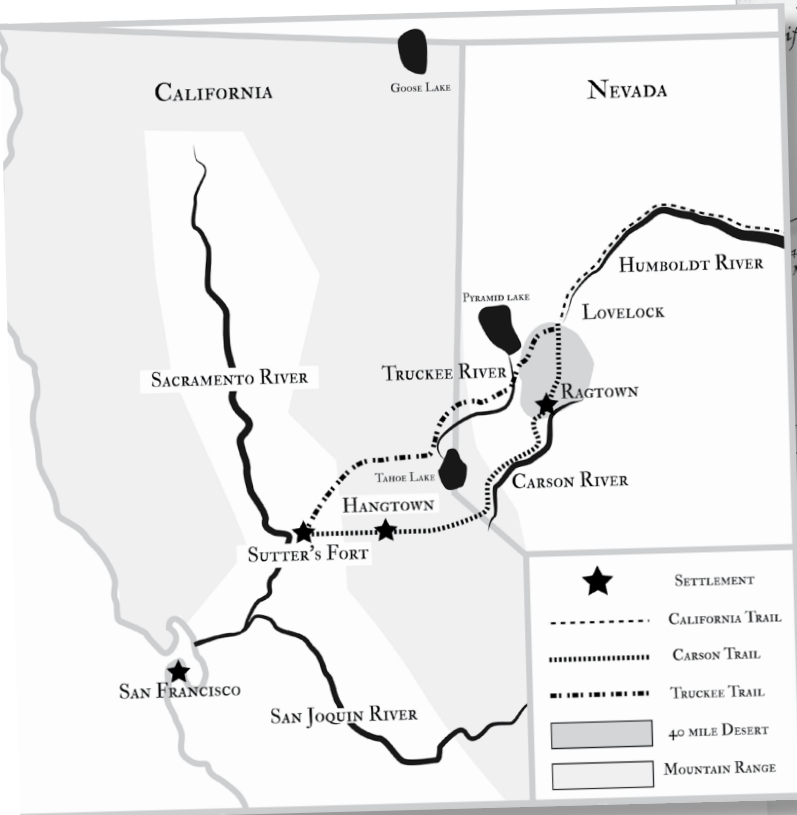 Goose Lake
California
Nevada
Humboldt River
Pyramid Lake
Lovelock
Truckee River
Sacramento River
Ragtown
Tahoe Lake
Carson River
Hangtown
Sutter's Fort
Settlement
California Trail
Carson Trail
San Francisco
Truckee Trail
San Joquin River
40 mile Desert
Mountain Range